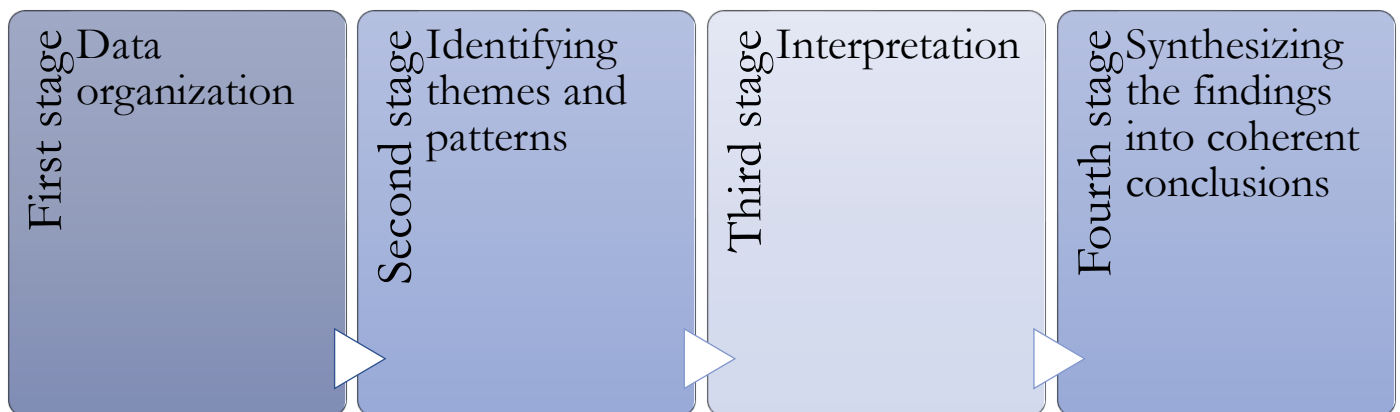 First stage
Data
organization
Second stage
Identifying
themes and
patterns
Third stage
Interpretation
Fourth stage
Synthesizing
the findings
into coherent
conclusions